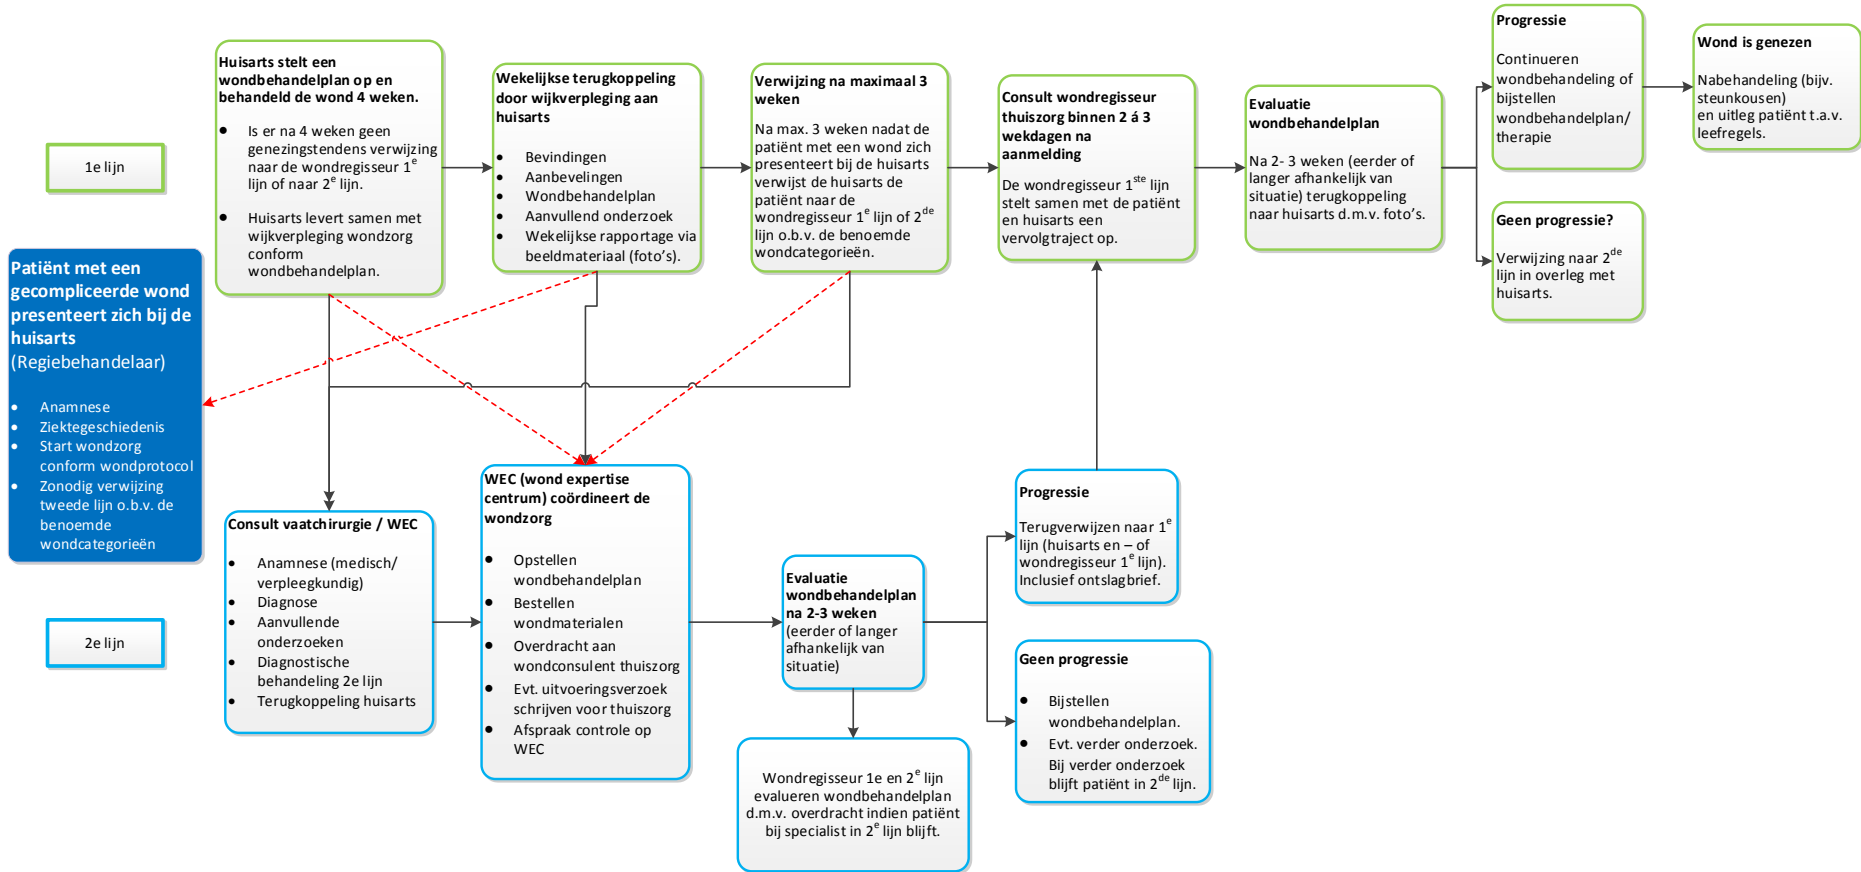 1e lijn
2e lijn
Patiënt met een
gecompliceerde wond
presenteert zich bij de
huisarts
(Regiebehandelaar)
• Anamnese
• Ziektegeschiedenis
• Start wondzorg
conform wondprotocol
• Zonodig verwijzing
tweede lijn o.b.v. de
benoemde
wondcategorieën
Huisarts stelt een
wondbehandelplan op en
behandeld de wond 4 weken.
• Is er na 4 weken geen
genezingstendens verwijzing
naar de wondregisseur 1e
lijn of naar 2e lijn.
• Huisarts levert samen met
wijkverpleging wondzorg
conform
wondbehandelplan.
Wekelijkse terugkoppeling
door wijkverpleging aan
huisarts
• Bevindingen
• Aanbevelingen
• Wondbehandelplan
• Aanvullend onderzoek
• Wekelijkse rapportage via
beeldmateriaal (foto's).
Verwijzing na maximaal 3
weken
Na max. 3 weken nadat de
patiënt met een wond zich
presenteert bij de huisarts
verwijst de huisarts de
patiënt naar de
wondregisseur 1e lijn of 2de
lijn o.b.v. de benoemde
wondcategorieën.
Consult wondregisseur
thuiszorg binnen 2 á 3
wekdagen na
aanmelding
De wondregisseur 1ste lijn
stelt samen met de patiënt
en huisarts een
vervolgtraject op.
Evaluatie
wondbehandelplan
Na 2- 3 weken (eerder of
langer afhankelijk van
situatie) terugkoppeling
naar huisarts d.m.v. foto's.
Progressie
Continueren
wondbehandeling of
bijstellen
wondbehandelplan/
therapie
Wond is genezen
Nabehandeling (bijv.
steunkousen)
en uitleg patiënt t.a.v.
leefregels.
Geen progressie?
Verwijzing naar 2de
lijn in overleg met
huisarts.
Consult vaatchirurgie / WEC
• Anamnese (medisch/
verpleegkundig)
• Diagnose
• Aanvullende
onderzoeken
• Diagnostische
behandeling 2e lijn
• Terugkoppeling huisarts
WEC (wond expertise
centrum) coördineert de
wondzorg
• Opstellen
wondbehandelplan
• Bestellen
wondmaterialen
• Overdracht aan
wondconsulent thuiszorg
• Evt. uitvoeringsverzoek
schrijven voor thuiszorg
• Afspraak controle op
WEC
Evaluatie
wondbehandelplan
na 2-3 weken
(eerder of langer
afhankelijk van
situatie)
Wondregisseur 1e en 2e lijn
evalueren wondbehandelplan
d.m.v. overdracht indien patiënt
bij specialist in 2e lijn blijft.
Progressie
Terugverwijzen naar 1e
lijn (huisarts en – of
wondregisseur 1e lijn).
Inclusief ontslagbrief.
Geen progressie
• Bijstellen
wondbehandelplan.
• Evt. verder onderzoek.
Bij verder onderzoek
blijft patiënt in 2de lijn.